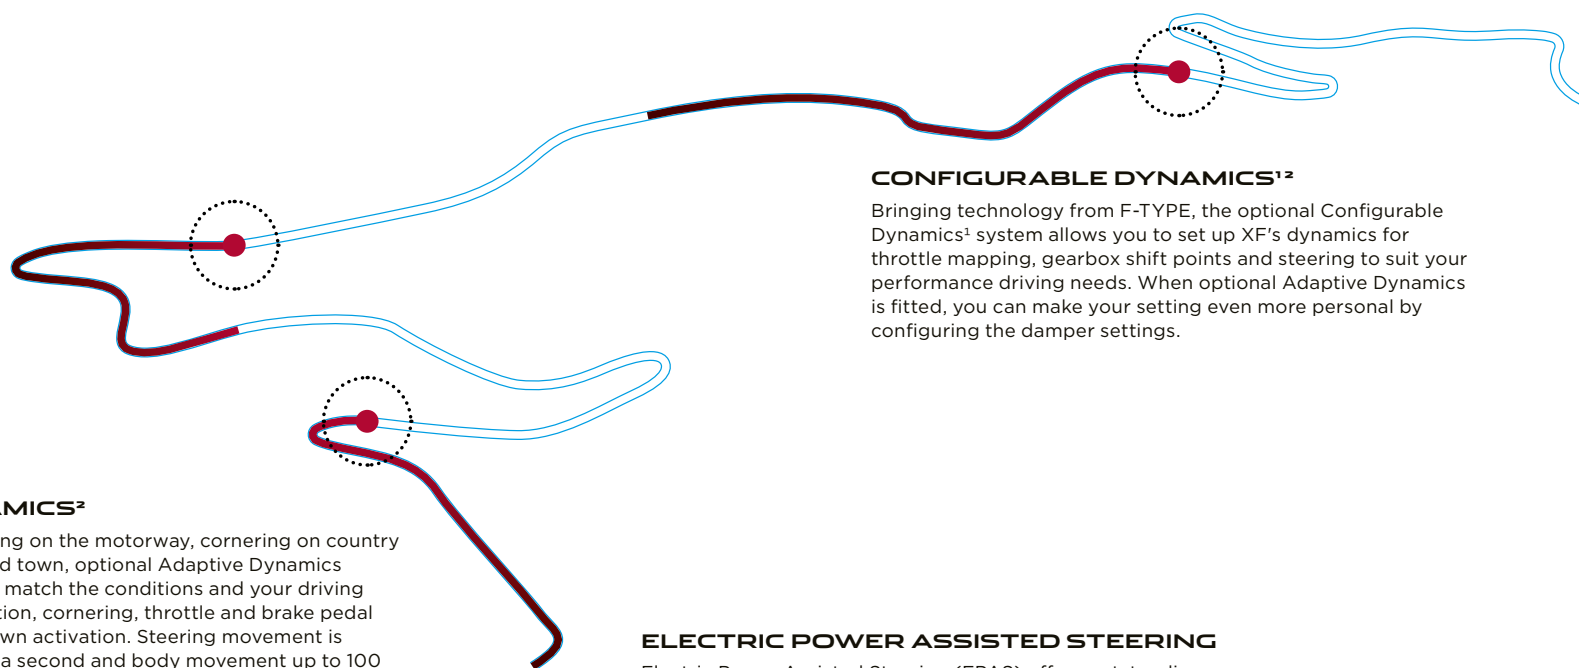 CONFIGURABLE DYNAMICS¹ ²
Bringing technology from F-TYPE, the optional Configurable
Dynamics¹ system allows you to set up XF's dynamics for
throttle mapping, gearbox shift points and steering to suit your
performance driving needs. When optional Adaptive Dynamics
is fitted, you can make your setting even more personal by
configuring the damper settings.
AMICS²
ng on the motorway, cornering on country
d town, optional Adaptive Dynamics
match the conditions and your driving
tion, cornering, throttle and brake pedal
wn activation. Steering movement is
a second and body movement up to 100
ELECTRIC POWER ASSISTED STEERING